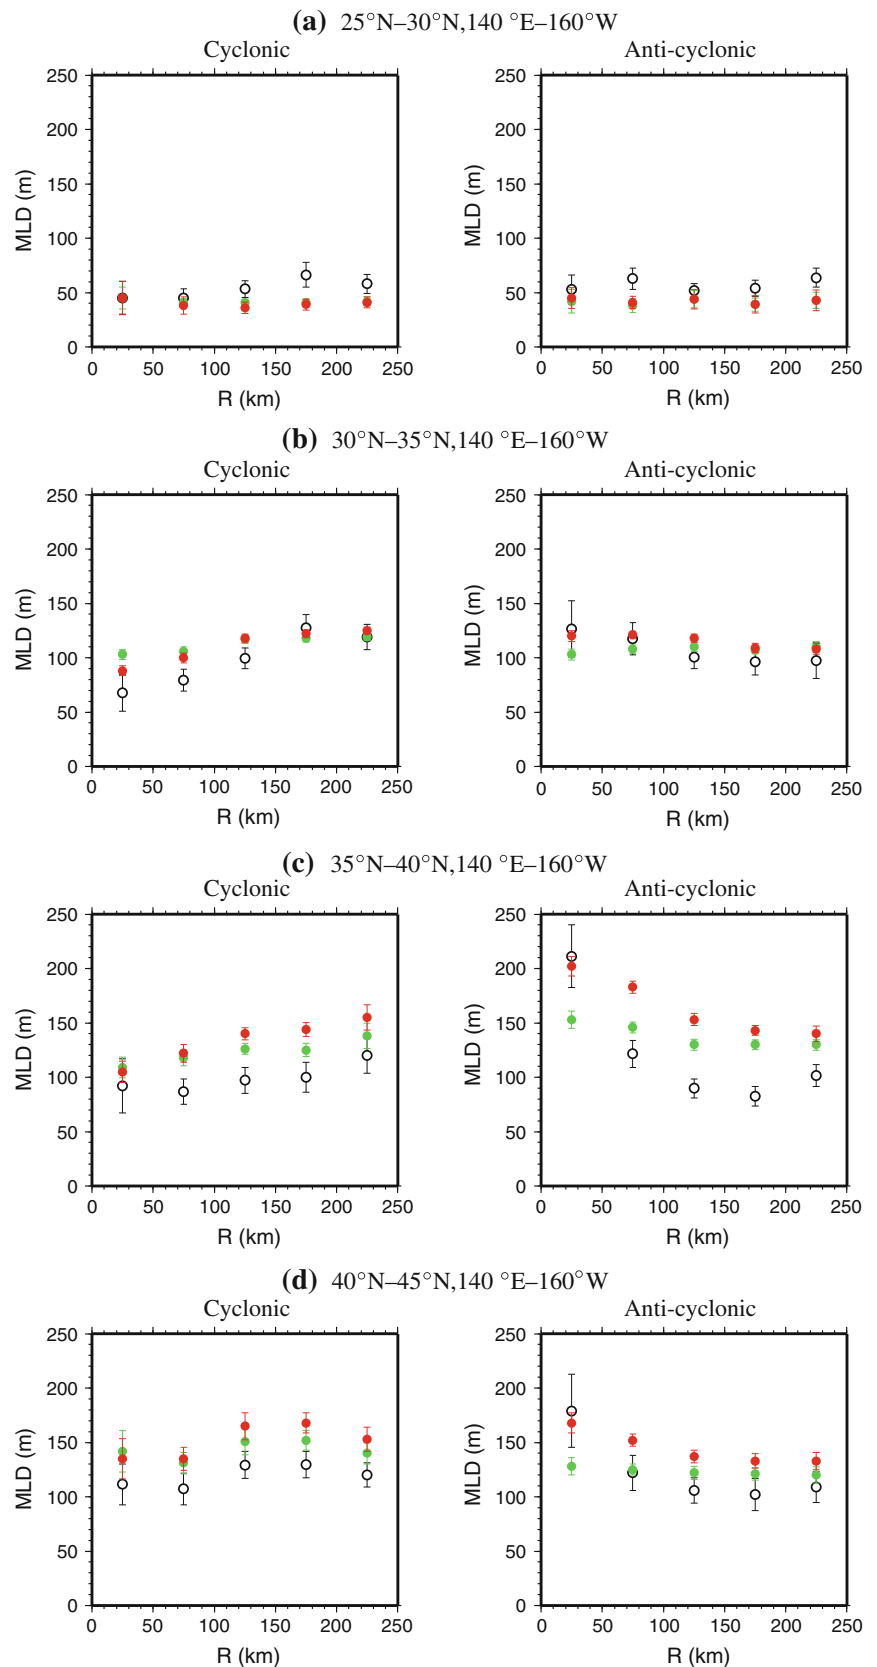 (a) 25°N–30°N,140 °E–160°W
Cyclonic
Anti-cyclonic
250
200
150
100
50
0
MLD (m)
0 50 100 150 200 250
R (km)
250
200
150
100
50
0
MLD (m)
0 50 100 150 200 250
R (km)
(b) 30°N–35°N,140 °E–160°W
Cyclonic
Anti-cyclonic
250
200
150
100
50
0
MLD (m)
0 50 100 150 200 250
R (km)
250
200
150
100
50
0
MLD (m)
0 50 100 150 200 250
R (km)
(c) 35°N–40°N,140 °E–160°W
Cyclonic
Anti-cyclonic
250
200
150
100
50
0
MLD (m)
0 50 100 150 200 250
R (km)
250
200
150
100
50
0
MLD (m)
0 50 100 150 200 250
R (km)
(d) 40°N–45°N,140 °E–160°W
Cyclonic
Anti-cyclonic
250
200
150
100
50
0
MLD (m)
0 50 100 150 200 250
R (km)
250
200
150
100
50
0
MLD (m)
0 50 100 150 200 250
R (km)